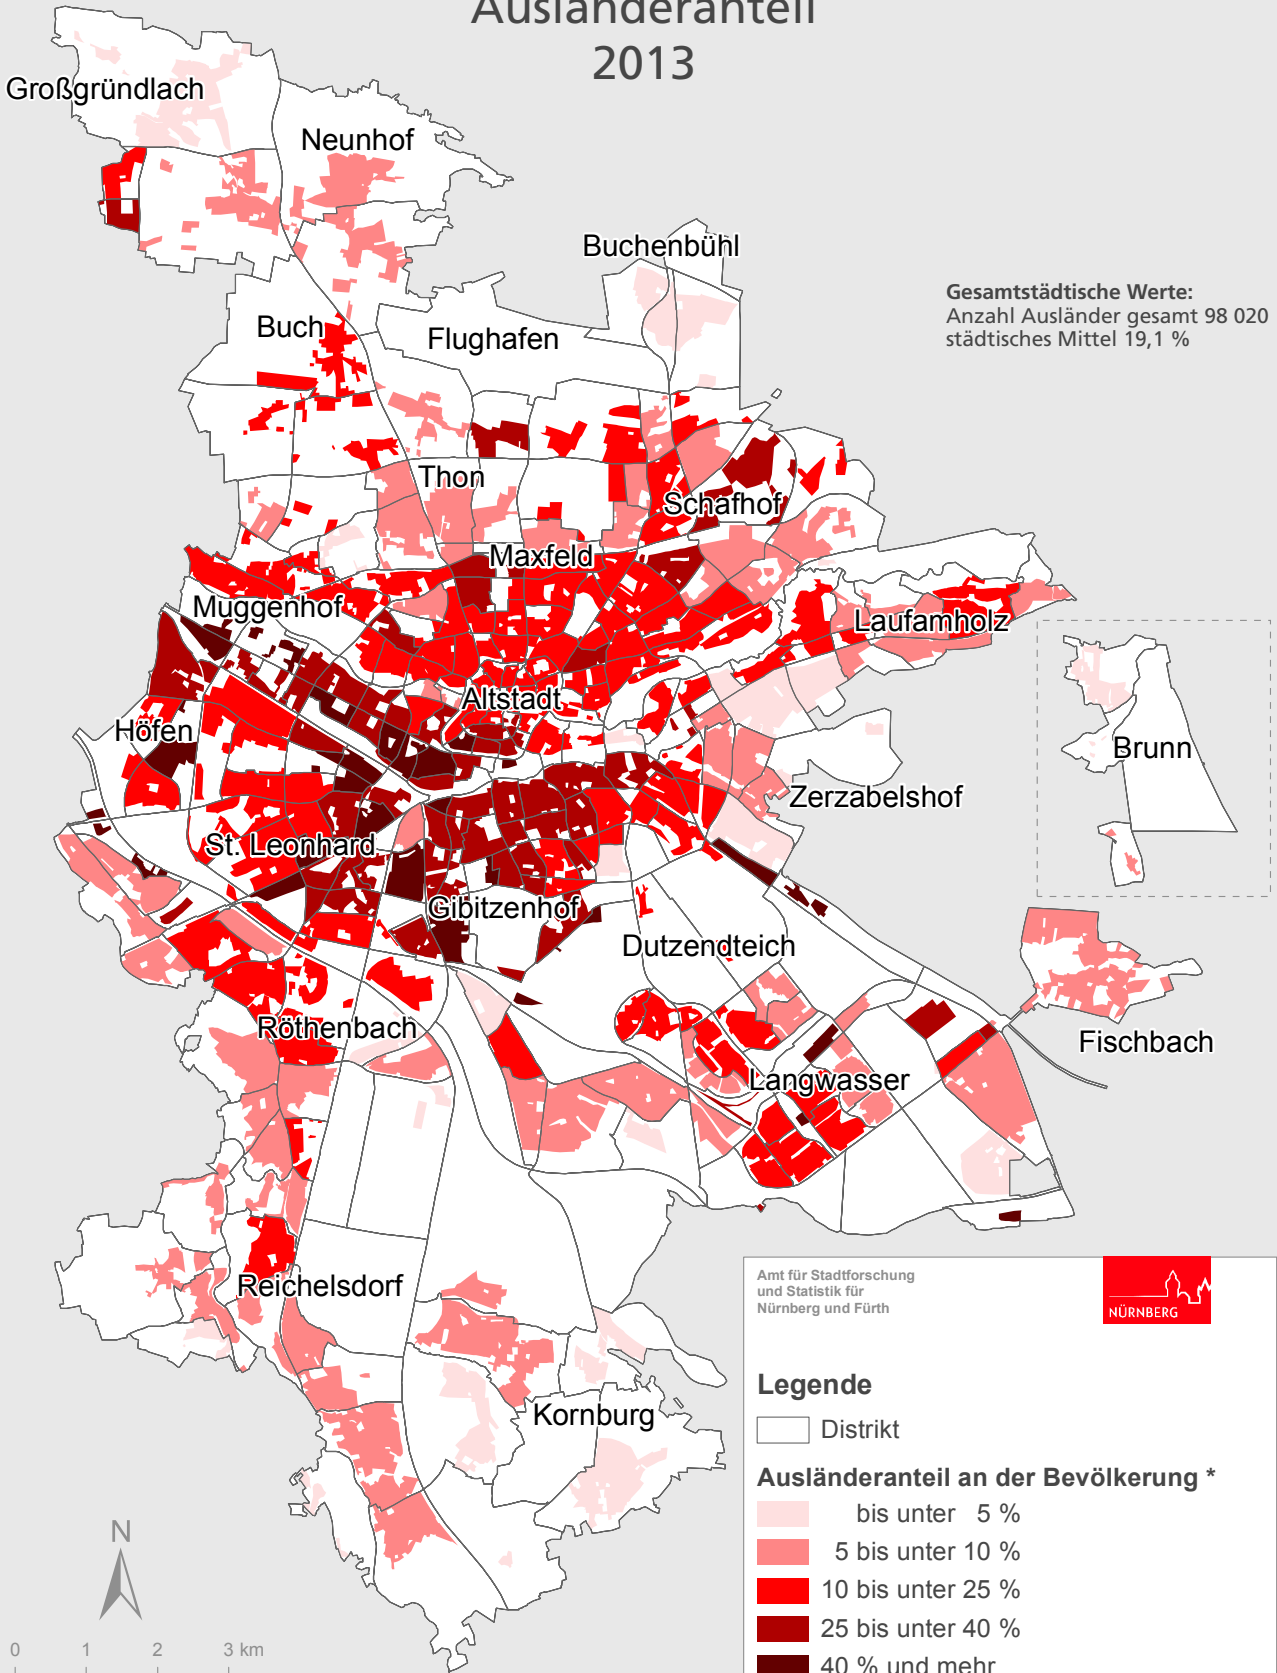 Ausländeranteil
2013
Großgründlach
Neunhof
Buchenbühl
Gesamtstädtische Werte:
Anzahl Ausländer gesamt 98 020
städtisches Mittel 19,1 %
Buch
Flughafen
Thon
Schafhof
Maxfeld
Muggenhof
Laufamholz
Altstadt
Höfen
Brunn
Zerzabelshof
St. Leonhard
Gibitzenhof
Dutzendteich
Röthenbach
Fischbach
Langwasser
Reichelsdorf
Kornburg
Amt für Stadtforschung
und Statistik für
Nürnberg und Fürth
NÜRNBERG
Legende
Distrikt
Ausländeranteil an der Bevölkerung *
bis unter 5 %
5 bis unter 10 %
10 bis unter 25 %
25 bis unter 40 %
40 % und mehr
N
0 1 2 3 km